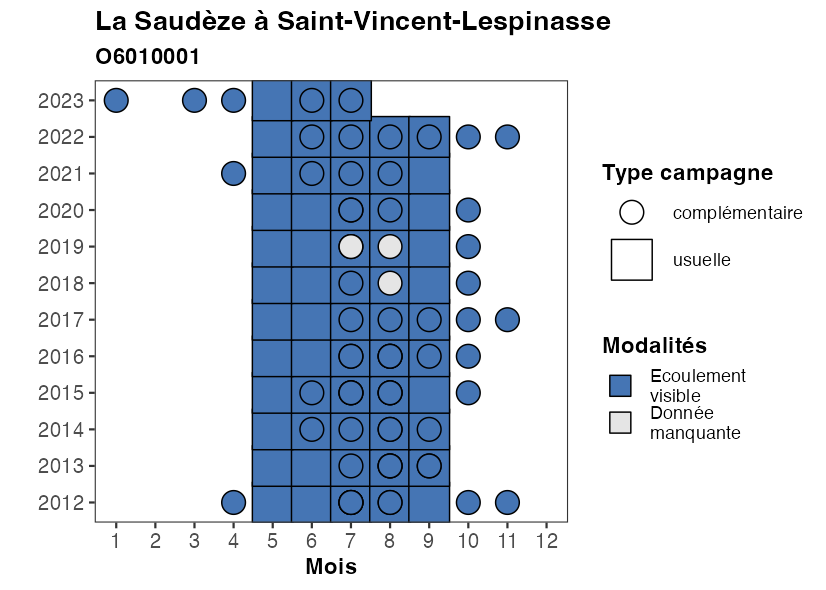 La Saudèze à Saint-Vincent-Lespinasse
O6010001
2023
2022
2021
2020
2019
2018
2017
2016
2015
2014
2013
2012
1 2 3 4 5 6 7 8 9 10 11 12
Mois
Type campagne
complémentaire
usuelle
Modalités
Ecoulement
visible
Donnée
manquante